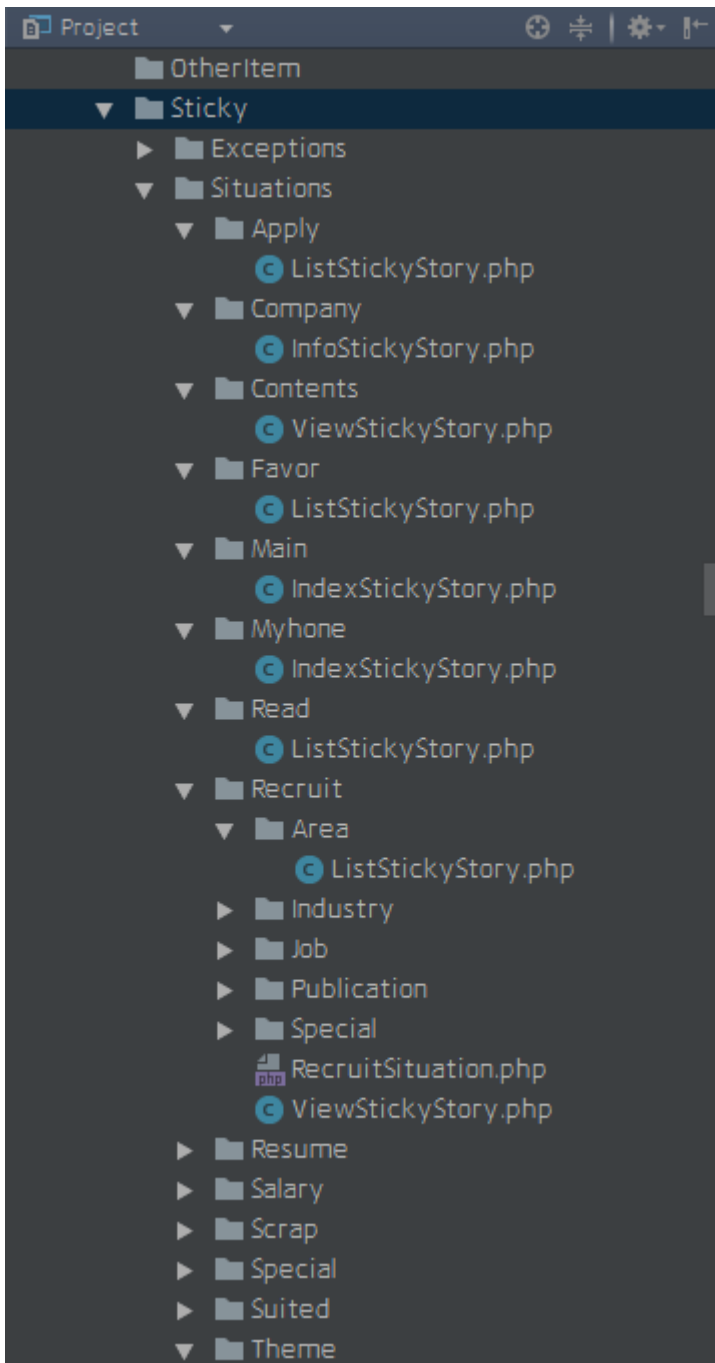 Project
OtherItem
Sticky
Exceptions
Situations
Apply
ListStickyStory.php
Company
InfoStickyStory.php
Contents
ViewStickyStory.php
Favor
ListStickyStory.php
Main
IndexStickyStory.php
Myhone
IndexStickyStory.php
Read
ListStickyStory.php
Recruit
Area
ListStickyStory.php
Industry
Job
Publication
Special
php RecruitSituation.php
ViewStickyStory.php
Resume
Salary
Scrap
Special
Suited
Theme